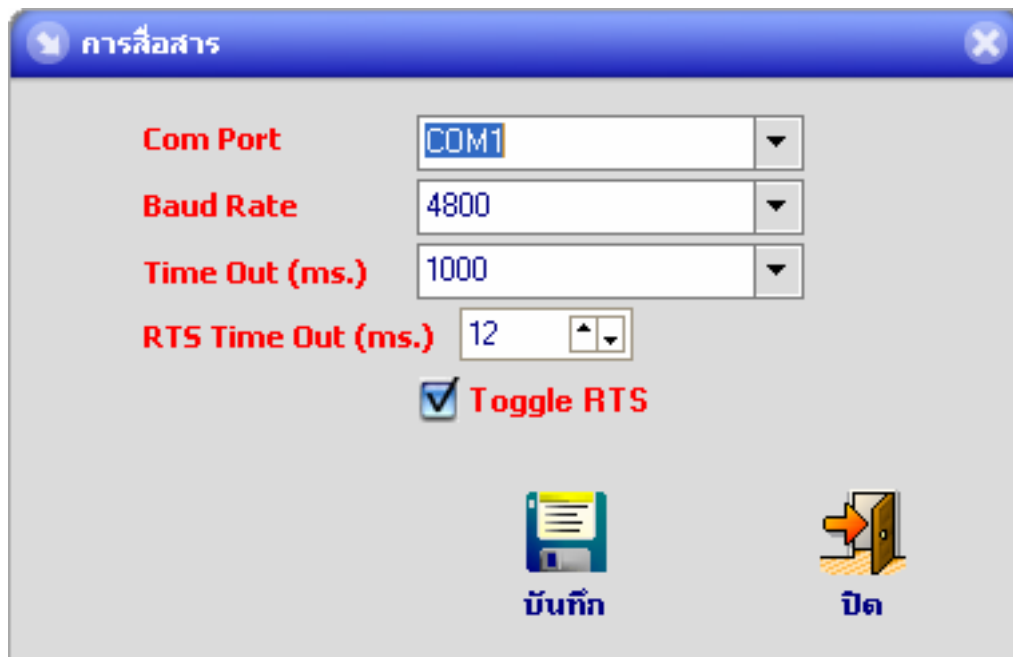 การสื่อสาร
Com Port COM1
Baud Rate 4800
Time Out (ms.) 1000
RTS Time Out (ms.) 12
Toggle RTS
บันทึก ปิด